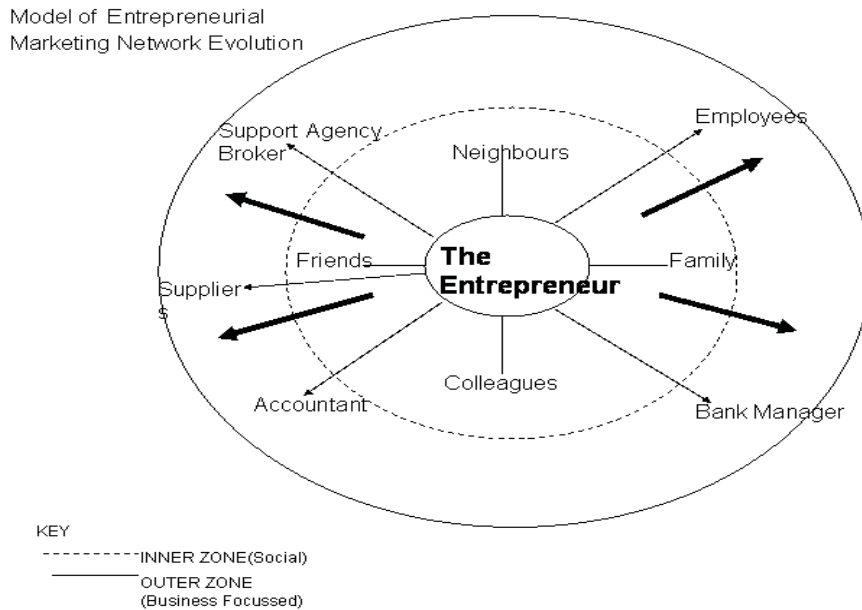 Model of Entrepreneurial
Marketing Network Evolution
Employees
Support Agency
Broker
Neighbours
Friends
The
Entrepreneur
Family
Supplier
s
Colleagues
Accountant
Bank Manager
KEY
INNER ZONE(Social)
OUTER ZONE
(Business Focussed)